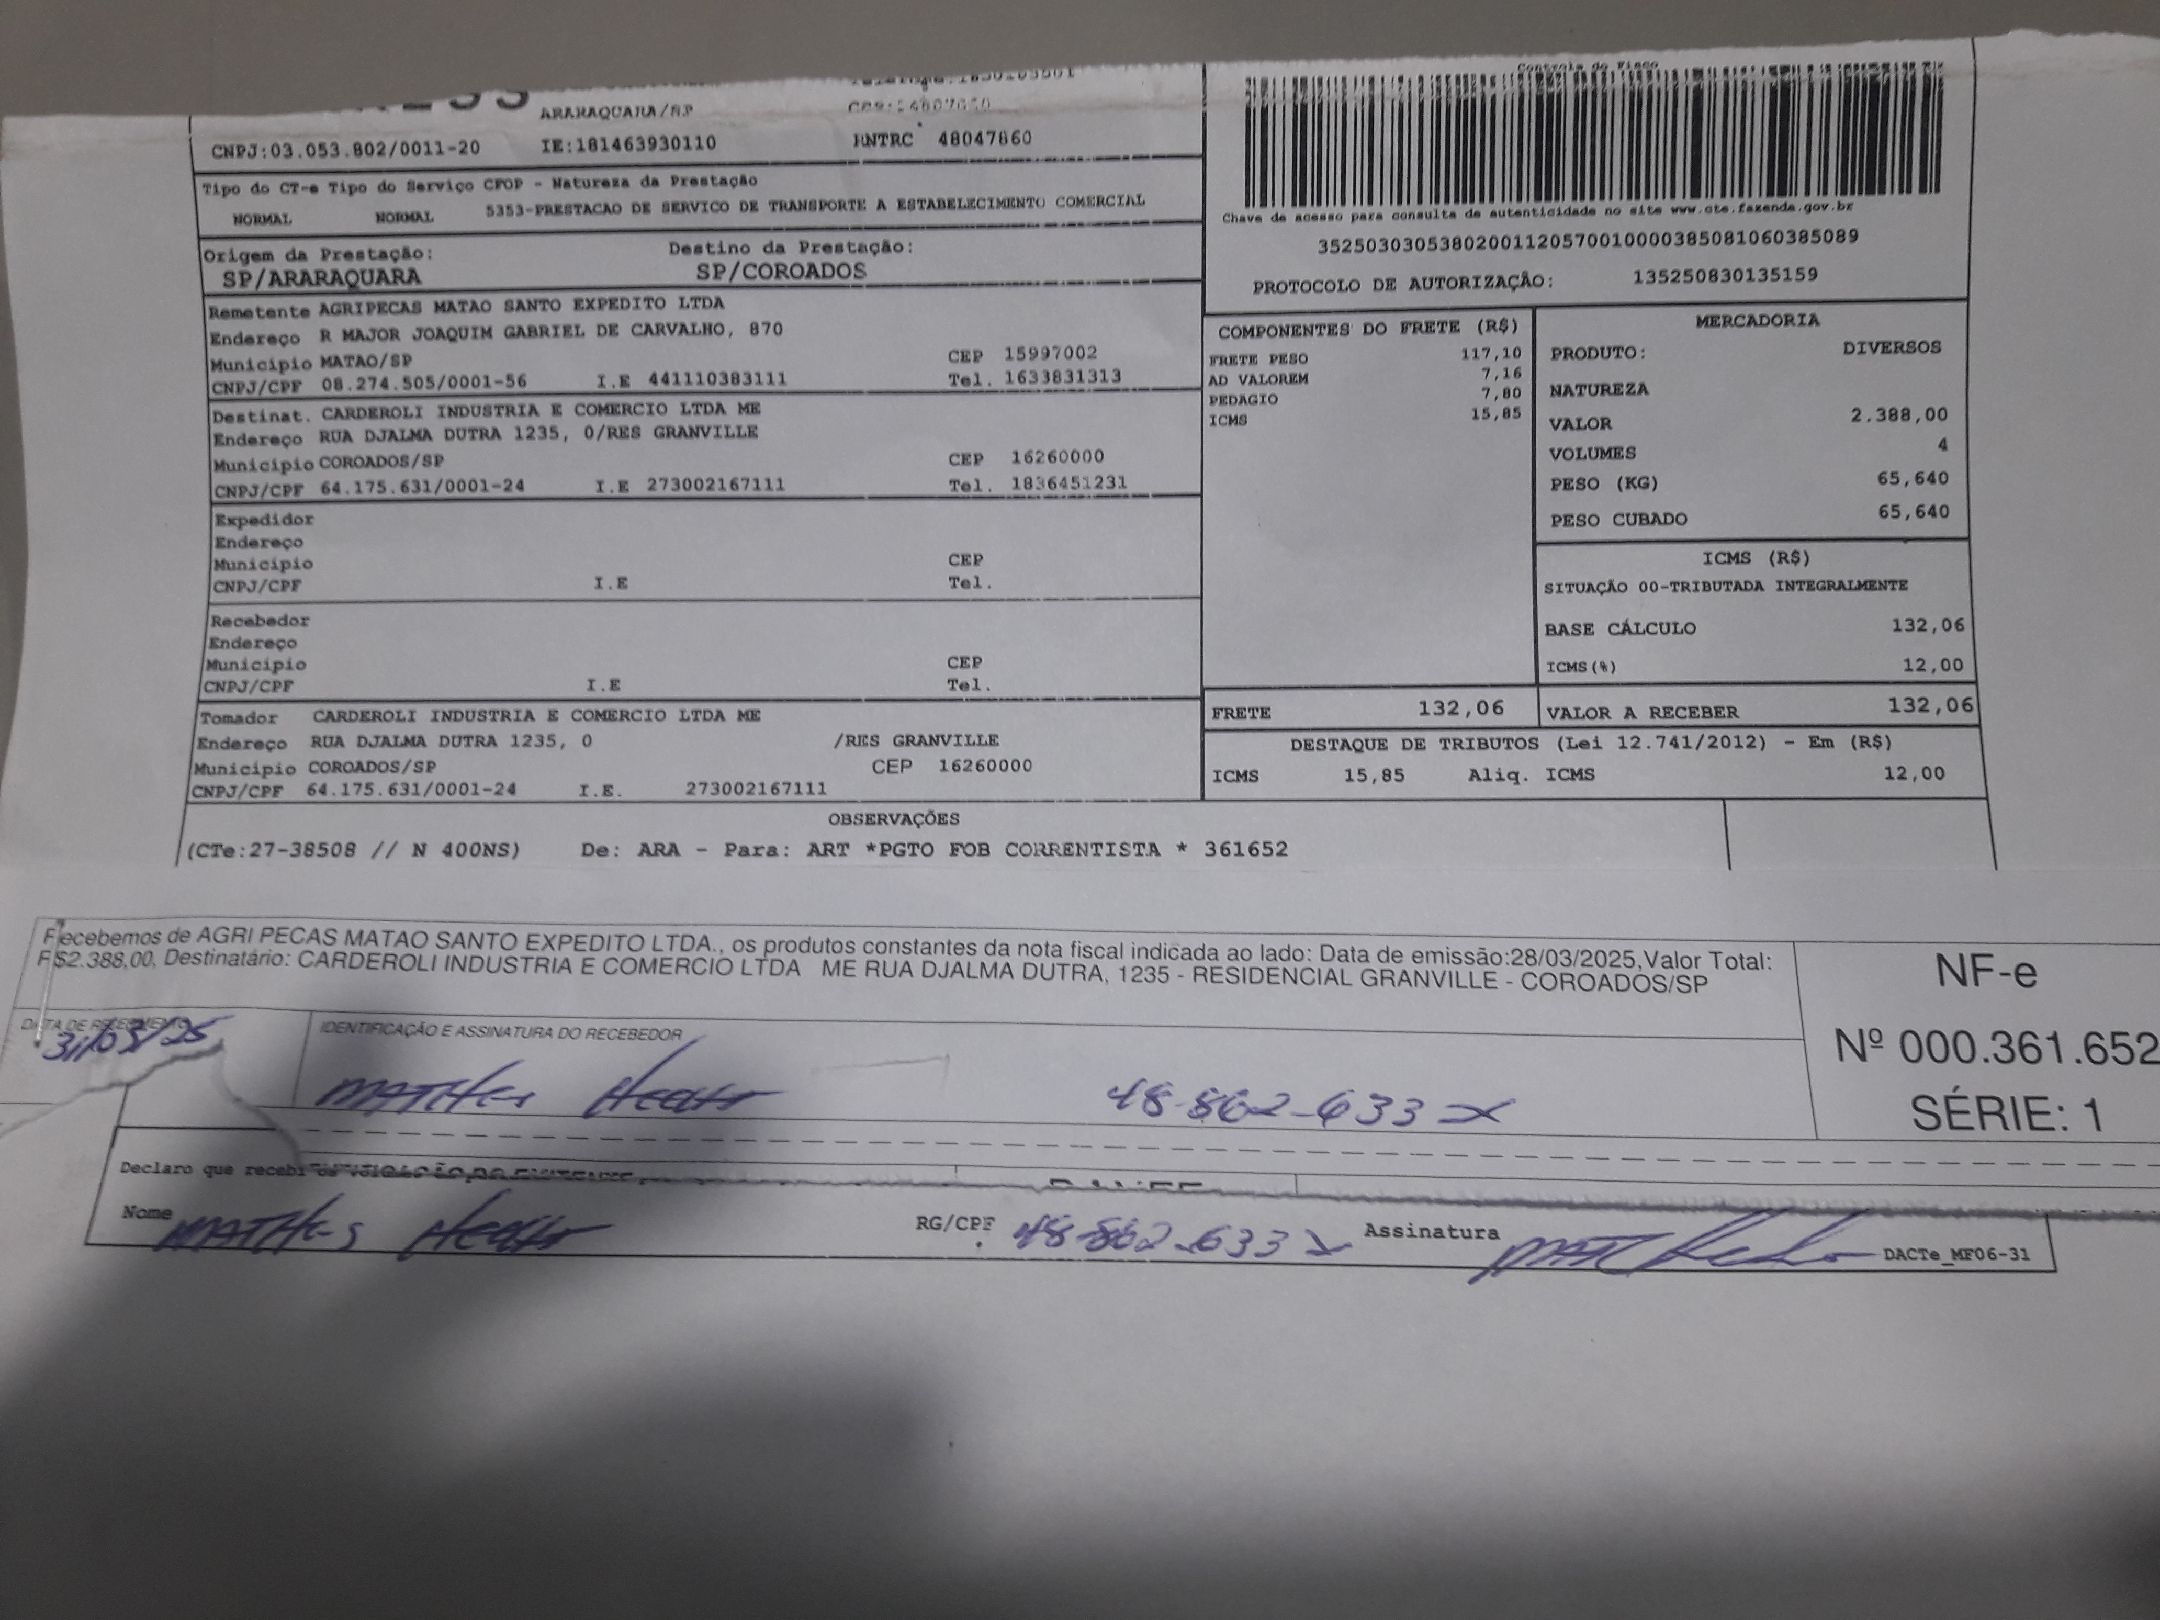 Controle do Fisco
ARARAQUARA/SP
CNPJ:03.053.802/0011-20 IE:181463930110 RNTRC 48047860
Tipo do CT-e Tipo do Serviço CFOP - Natureza da Prestação
NORMAL NORMAL 5353-PRESTACAO DE SERVICO DE TRANSPORTE A ESTABELECIMENTO COMERCIAL
Chave de acesso para consulta de autenticidade no site www.cte.fazenda.gov.br
35250303053802001120570010000385081060385089
PROTOCOLO DE AUTORIZAÇÃO: 135250830135159
Origem da Prestação: Destino da Prestação:
SP/ARARAQUARA SP/COROADOS
Remetente AGRIPECAS MATAO SANTO EXPEDITO LTDA
Endereço R MAJOR JOAQUIM GABRIEL DE CARVALHO, 870
Município MATAO/SP CEP 15997002
CNPJ/CPF 08.274.505/0001-56 I.E 441110383111 Tel. 1633831313
Destinat. CARDEROLI INDUSTRIA E COMERCIO LTDA ME
Endereço RUA DJALMA DUTRA 1235, 0/RES GRANVILLE
Município COROADOS/SP CEP 16260000
CNPJ/CPF 64.175.631/0001-24 I.E 273002167111 Tel. 1836451231
Expedidor
Endereço
Município CEP
CNPJ/CPF I.E Tel.
Recebedor
Endereço
Município CEP
CNPJ/CPF I.E Tel.
Tomador CARDEROLI INDUSTRIA E COMERCIO LTDA ME
Endereço RUA DJALMA DUTRA 1235, 0 /RES GRANVILLE
Município COROADOS/SP CEP 16260000
CNPJ/CPF 64.175.631/0001-24 I.E. 273002167111
COMPONENTES DO FRETE (R$)
FRETE PESO 117,10
AD VALOREM 7,16
PEDAGIO 7,80
ICMS 15,85
MERCADORIA
PRODUTO: DIVERSOS
NATUREZA
VALOR 2.388,00
VOLUMES 4
PESO (KG) 65,640
PESO CUBADO 65,640
ICMS (R$)
SITUAÇÃO 00-TRIBUTADA INTEGRALMENTE
BASE CÁLCULO 132,06
ICMS(%) 12,00
FRETE 132,06 VALOR A RECEBER 132,06
DESTAQUE DE TRIBUTOS (Lei 12.741/2012) - Em (R$)
ICMS 15,85 Aliq. ICMS 12,00
OBSERVAÇÕES
(CTe:27-38508 // N 400NS) De: ARA - Para: ART *PGTO FOB CORRENTISTA * 361652
Recebemos de AGRI PECAS MATAO SANTO EXPEDITO LTDA., os produtos constantes da nota fiscal indicada ao lado: Data de emissão:28/03/2025,Valor Total:
R$2.388,00, Destinatário: CARDEROLI INDUSTRIA E COMERCIO LTDA ME RUA DJALMA DUTRA, 1235 - RESIDENCIAL GRANVILLE - COROADOS/SP
NF-e
Nº 000.361.652
SÉRIE: 1
DATA DE RECEBIMENTO IDENTIFICAÇÃO E ASSINATURA DO RECEBEDOR
31/03/25 48-862-633 X
Declaro que recebi os
Nome RG/CPF 48-862-633 X Assinatura DACTe_MF06-31